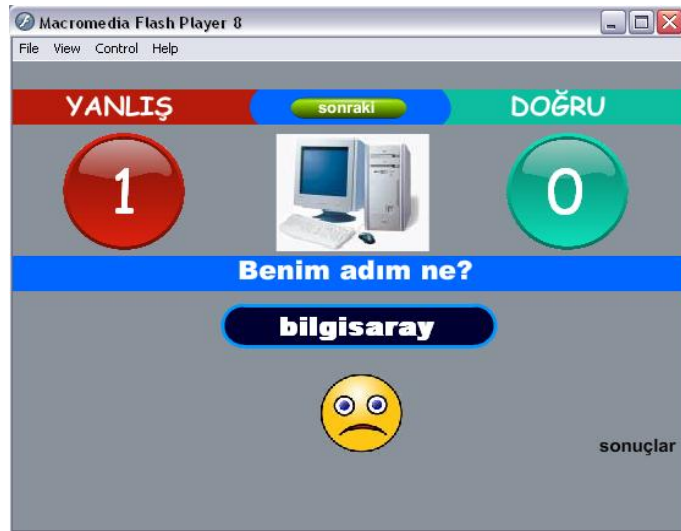 Macromedia Flash Player 8
File View Control Help
YANLIŞ
sonraki
DOĞRU
1
0
Benim adım ne?
bilgisaray
sonuçlar